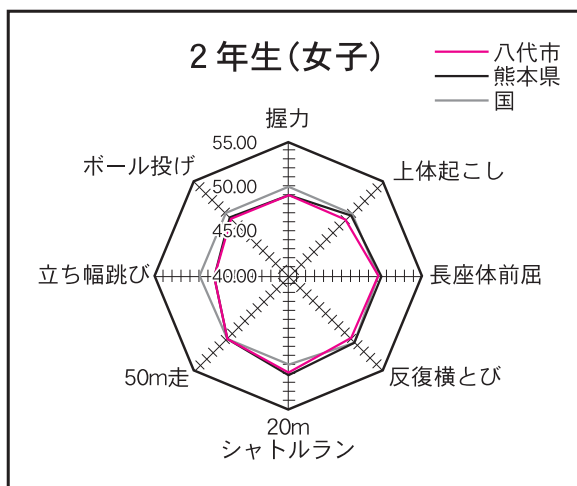 ２年生（女子）
八代市
熊本県
国
握力
55.00
50.00
45.00
40.00
上体起こし
長座体前屈
反復横とび
20m
シャトルラン
50m走
立ち幅跳び
ボール投げ